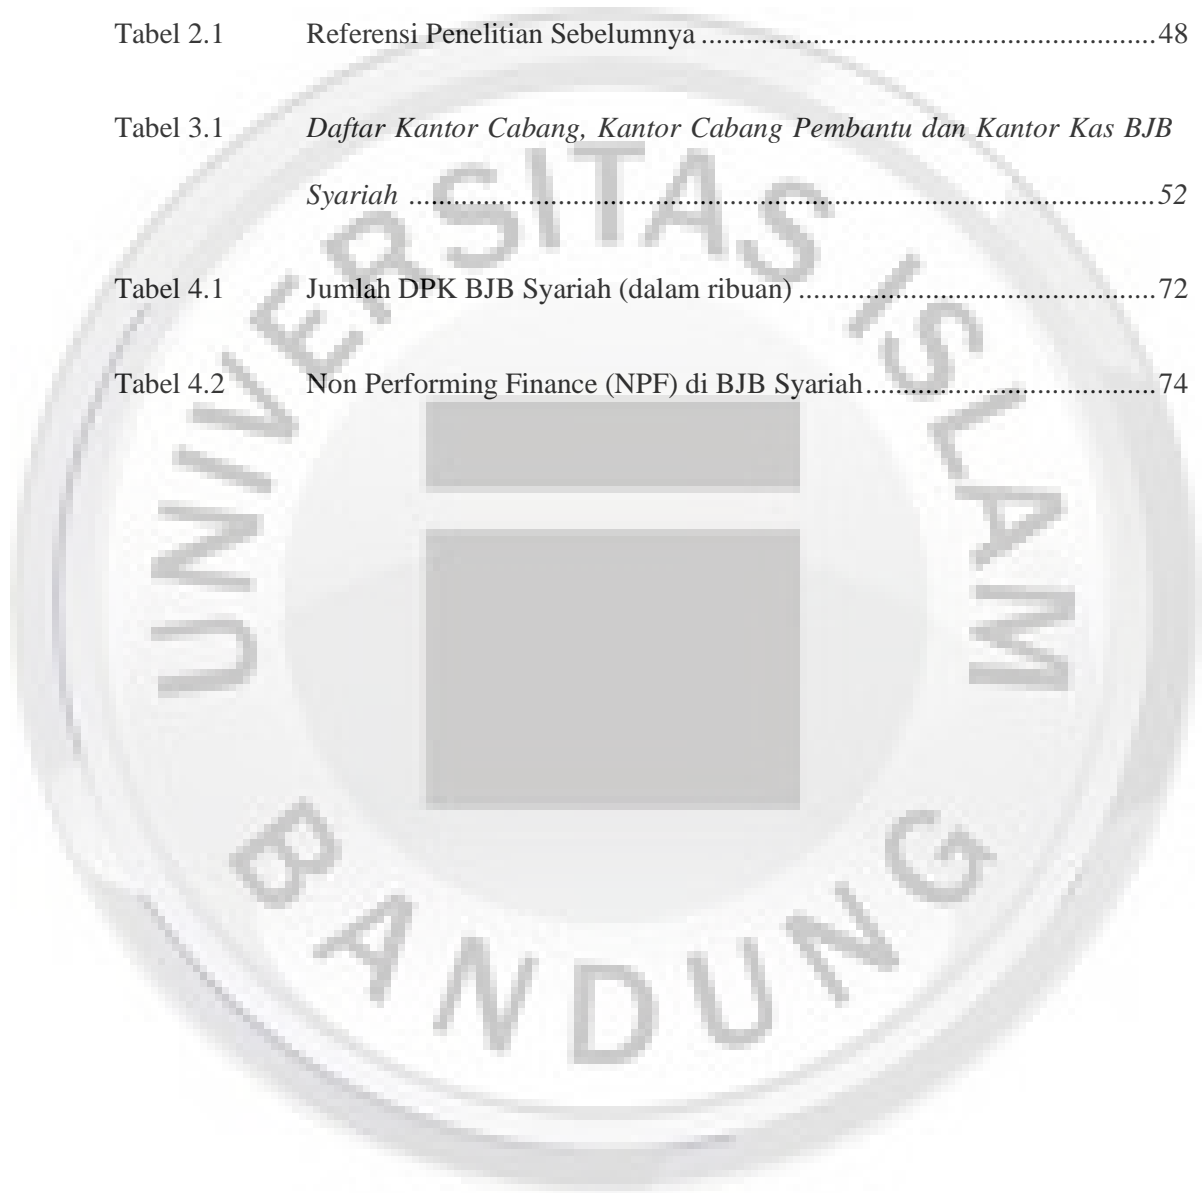 Tabel 2.1 Referensi Penelitian Sebelumnya ..............................................................48
Tabel 3.1 Daftar Kantor Cabang, Kantor Cabang Pembantu dan Kantor Kas BJB
Syariah ......................................................................................................52
Tabel 4.1 Jumlah DPK BJB Syariah (dalam ribuan) .................................................72
Tabel 4.2 Non Performing Finance (NPF) di BJB Syariah........................................74
UNIVERSITAS ISLAM
BANDUNG